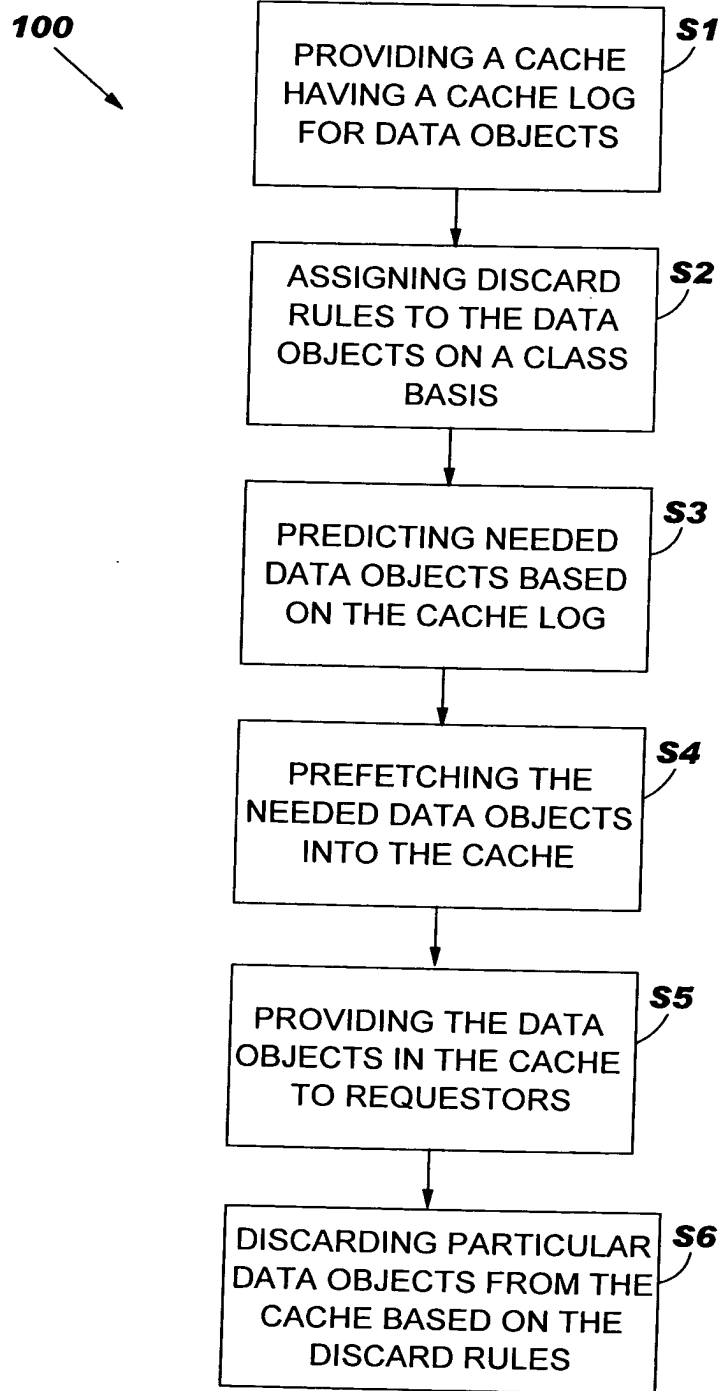 100
S1
PROVIDING A CACHE
HAVING A CACHE LOG
FOR DATA OBJECTS
S2
ASSIGNING DISCARD
RULES TO THE DATA
OBJECTS ON A CLASS
BASIS
S3
PREDICTING NEEDED
DATA OBJECTS BASED
ON THE CACHE LOG
S4
PREFETCHING THE
NEEDED DATA OBJECTS
INTO THE CACHE
S5
PROVIDING THE DATA
OBJECTS IN THE CACHE
TO REQUESTORS
S6
DISCARDING PARTICULAR
DATA OBJECTS FROM THE
CACHE BASED ON THE
DISCARD RULES